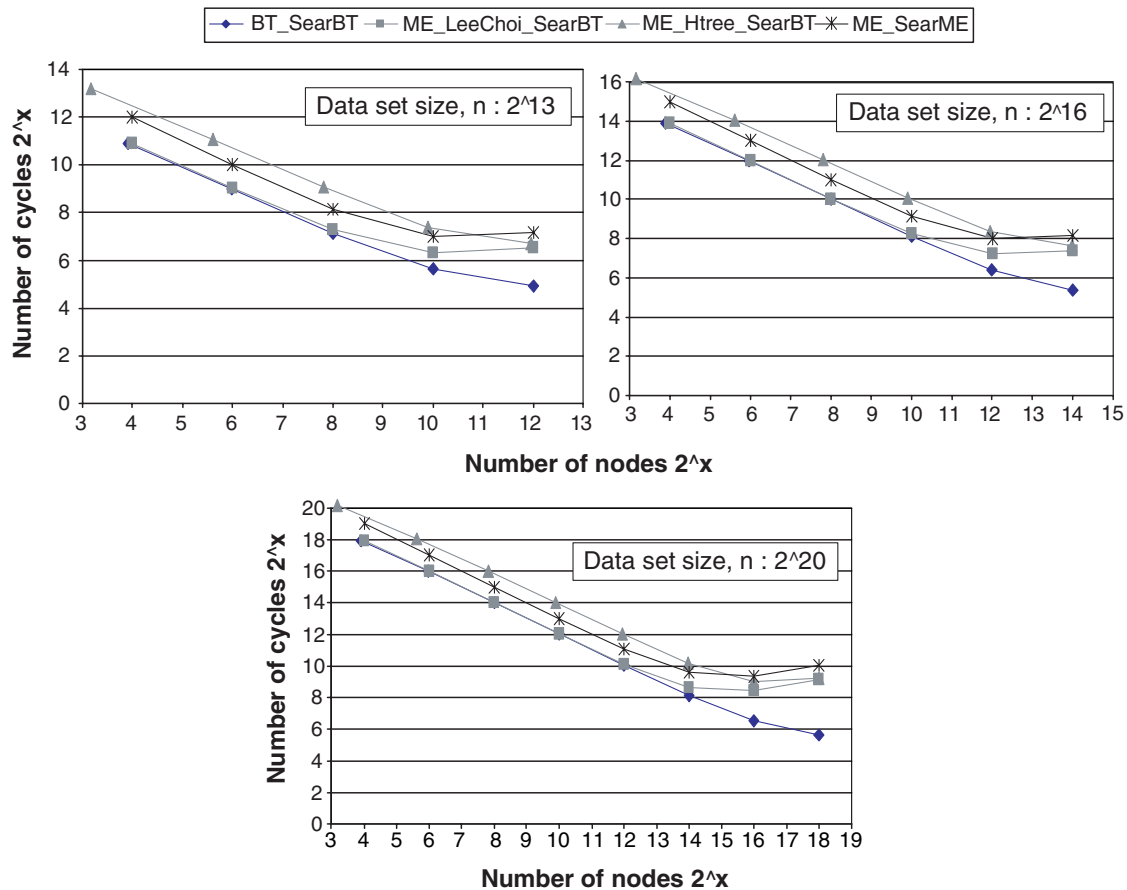 BT_SearBT ME_LeeChoi_SearBT ME_Htree_SearBT ME_SearME
14
12
10
8
6
4
2
0
Number of cycles 2^x
Data set size, n : 2^13
3 4 5 6 7 8 9 10 11 12 13
16
14
12
10
8
6
4
2
0
Data set size, n : 2^16
3 4 5 6 7 8 9 10 11 12 13 14 15
Number of nodes 2^x
20
18
16
14
12
10
8
6
4
2
0
Number of cycles 2^x
Data set size, n : 2^20
3 4 5 6 7 8 9 10 11 12 13 14 15 16 17 18 19
Number of nodes 2^x